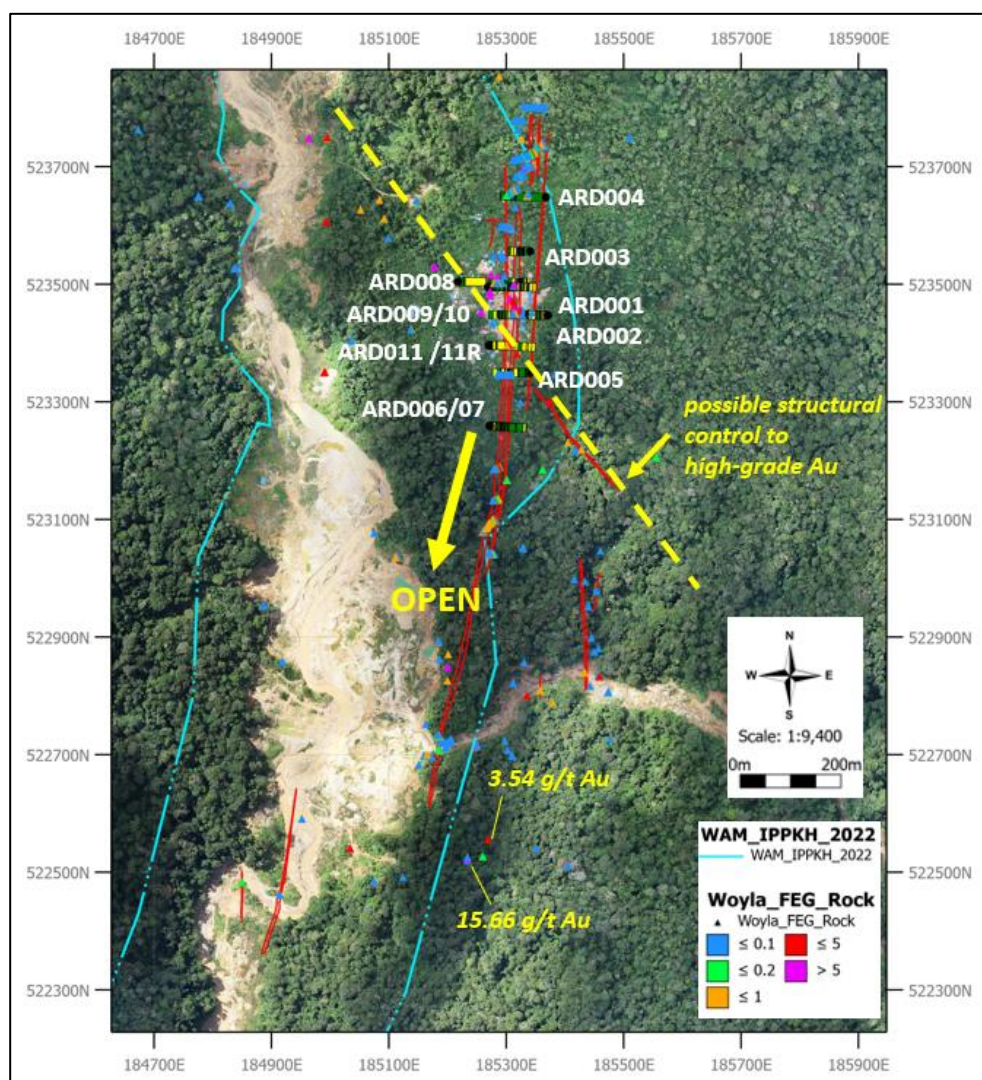 184700E 184900E 185100E 185300E 185500E 185700E 185900E
523700N 523700N
ARD004
ARD003
523500N ARD008 523500N
ARD001
ARD009/10
ARD002
ARD011 /11R
ARD005
523300N 523300N
ARD006/07
possible structural
control to
high-grade Au
523100N 523100N
OPEN
522900N 522900N
N
W E
S
Scale: 1:9,400
0m 200m
522700N 522700N
3.54 g/t Au
WAM_IPPKH_2022
WAM_IPPKH_2022
522500N 522500N
Woyla_FEG_Rock
Woyla_FEG_Rock
15.66 g/t Au
≤ 0.1 ≤ 5
≤ 0.2 > 5
≤ 1
522300N 522300N
184700E 184900E 185100E 185300E 185500E 185700E 185900E